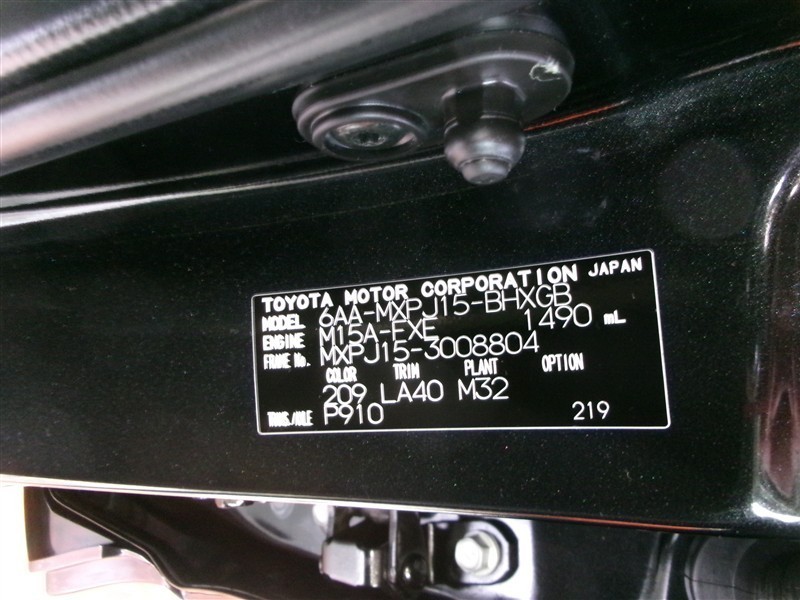 TOYOTA MOTOR CORPORATION JAPAN
MODEL 6AA-MXPJ15-BHXGB
ENGINE M15A-FXE 1490 mL
FRAME No. MXPJ15-3008804
COLOR TRIM PLANT OPTION
209 LA40 M32
TRANS./AXLE P910 219